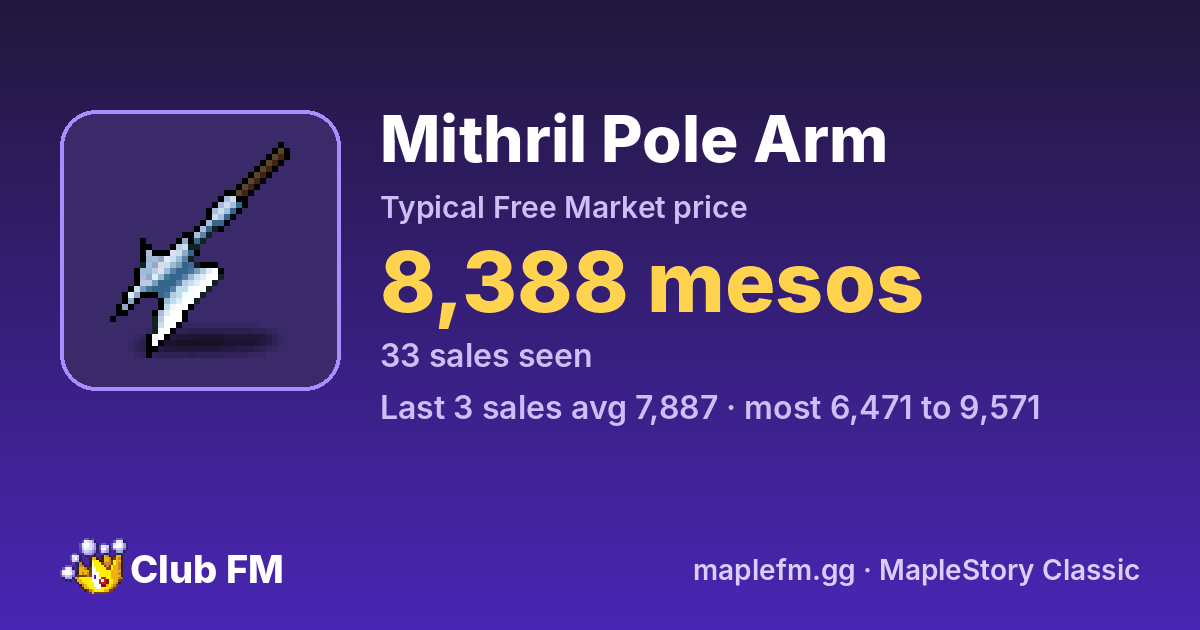 Mithril Pole Arm
Typical Free Market price
8,388 mesos
33 sales seen
Last 3 sales avg 7,887 · most 6,471 to 9,571
Club FM
maplefm.gg · MapleStory Classic